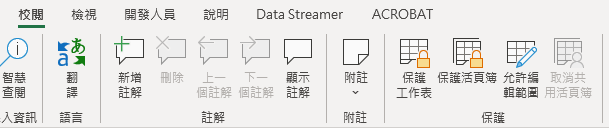 校閱 檢視 開發人員 說明 Data Streamer ACROBAT
智慧 翻 新增 刪除 上一 下一 顯示 附註 保護 保護活頁簿 允許編 取消共
查閱 譯 註解 個註解 個註解 註解 工作表 輯範圍 用活頁簿
入資訊 語言 註解 附註 保護